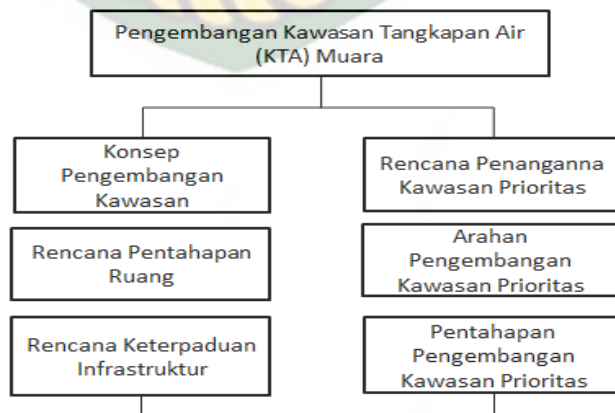 Pengembangan Kawasan Tangkapan Air
(KTA) Muara
Konsep
Pengembangan
Kawasan
Rencana Pentahapan
Ruang
Rencana Keterpaduan
Infrastruktur
Rencana Penanganna
Kawasan Prioritas
Arahan
Pengembangan
Kawasan Prioritas
Pentahapan
Pengembangan
Kawasan Prioritas